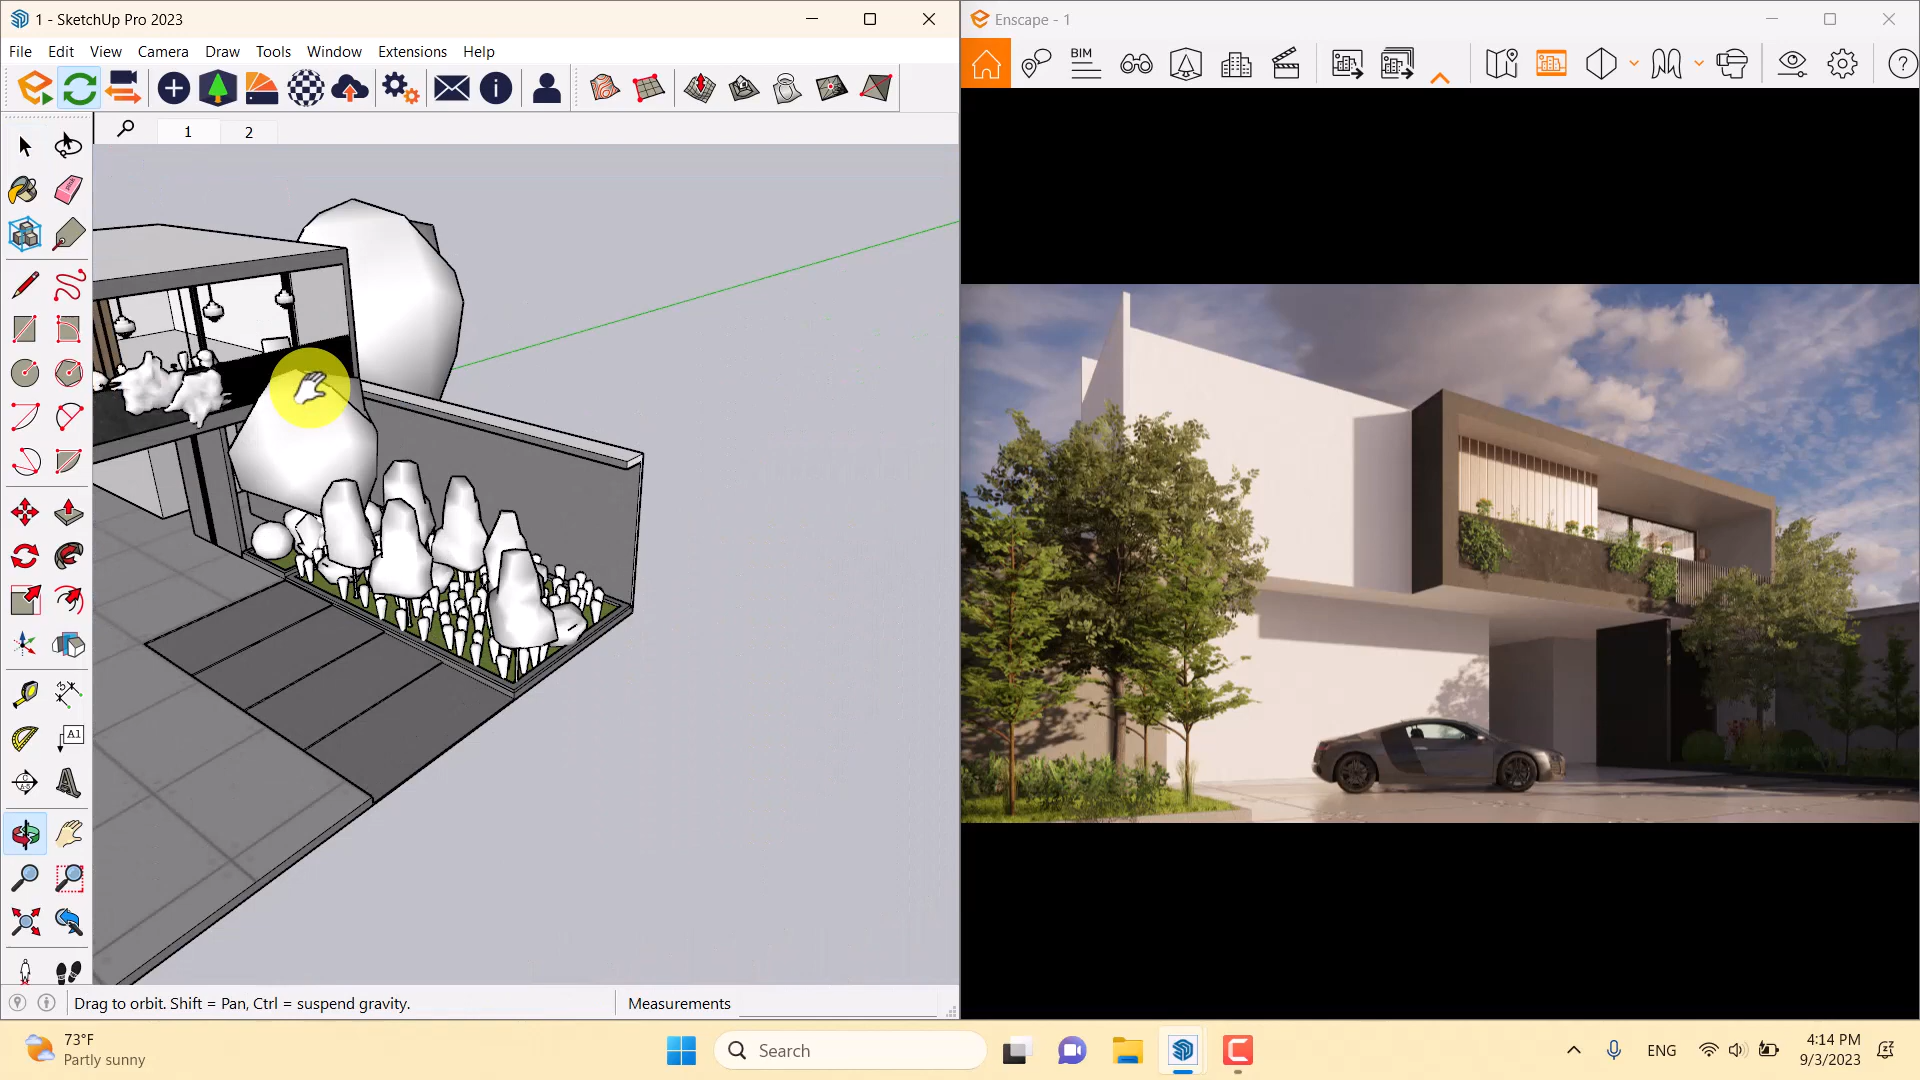 1 - SketchUp Pro 2023
File Edit View Camera Draw Tools Window Extensions Help
1 2
A1
Drag to orbit. Shift = Pan, Ctrl = suspend gravity.
Measurements
Enscape - 1
BIM
73°F
Partly sunny
Search
ENG
4:14 PM
9/3/2023